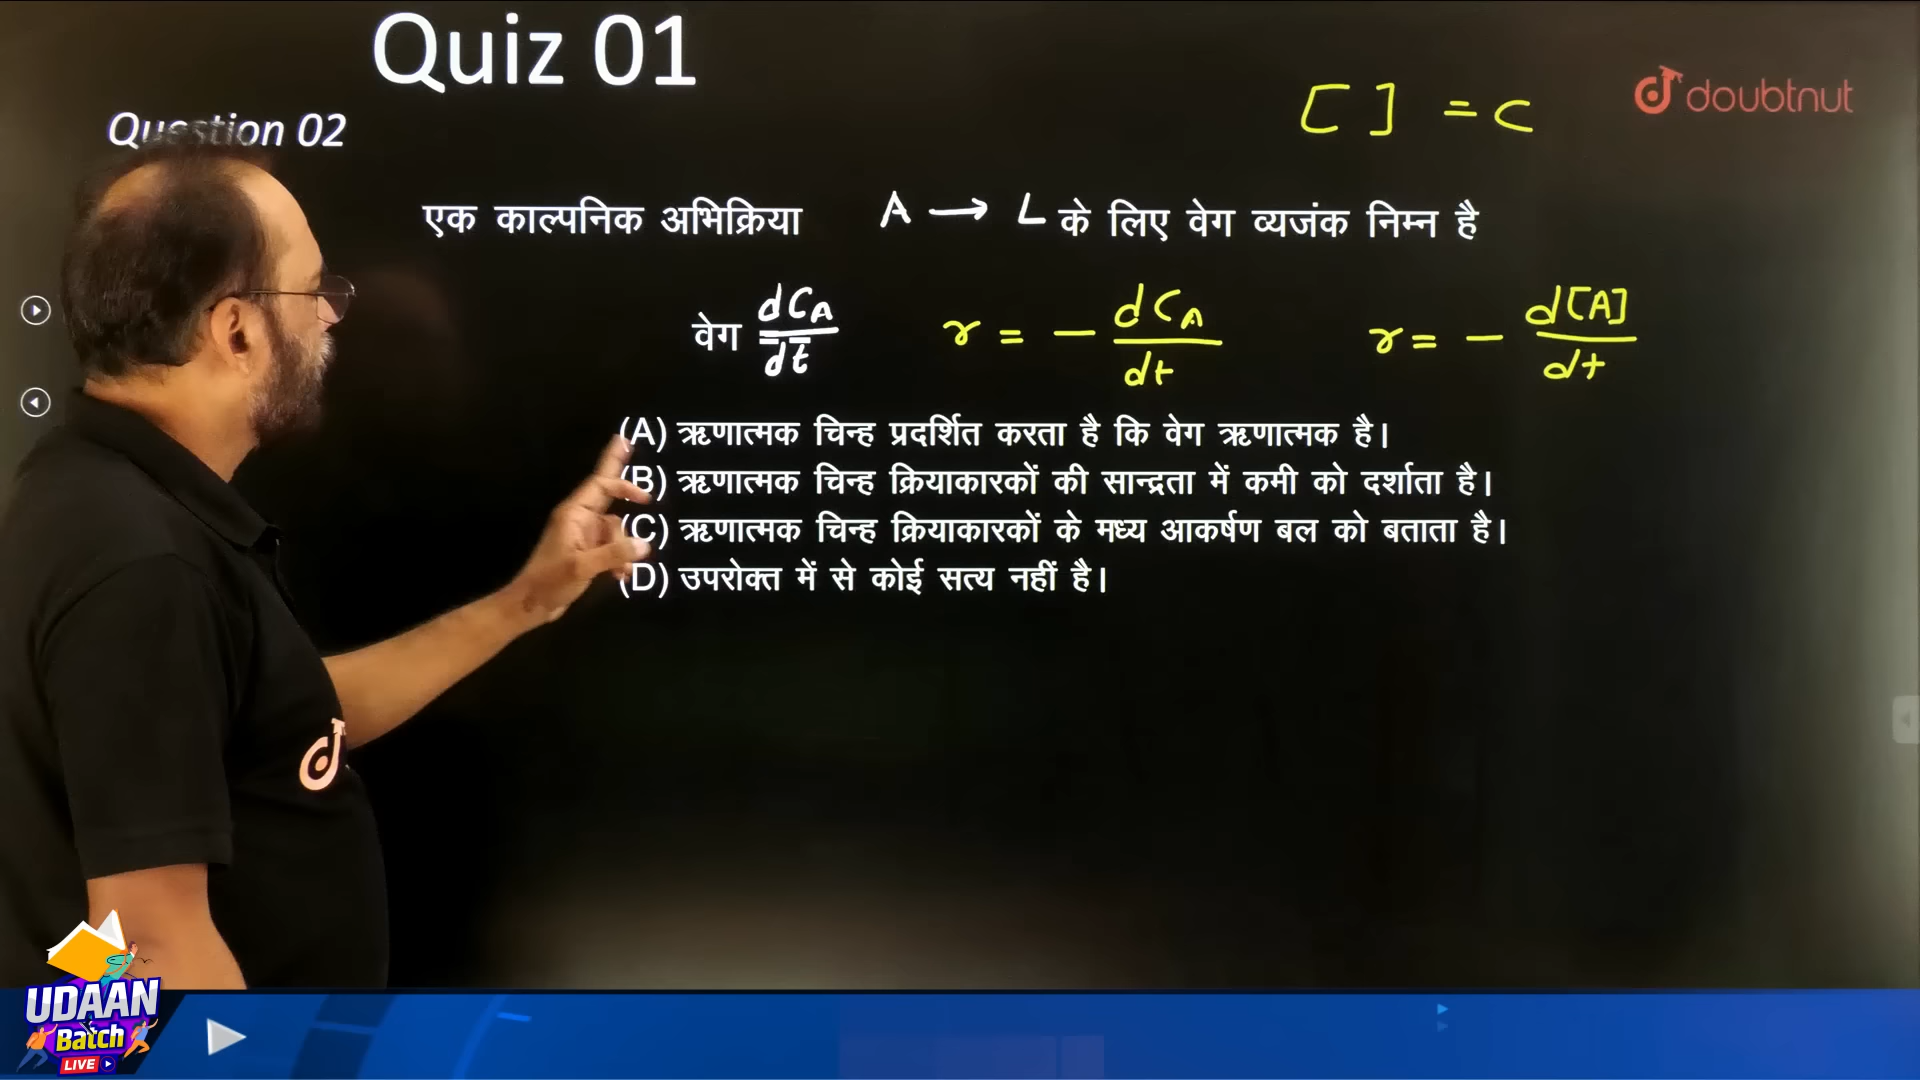 Quiz 01
[ ] = C
doubtnut
Question 02
एक काल्पनिक अभिक्रिया A → L के लिए वेग व्यजंक निम्न है
वेग dCA/dt r = - dCA/dt r = - d[A]/dt
(A) ऋणात्मक चिन्ह प्रदर्शित करता है कि वेग ऋणात्मक है।
(B) ऋणात्मक चिन्ह क्रियाकारकों की सान्द्रता में कमी को दर्शाता है।
(C) ऋणात्मक चिन्ह क्रियाकारकों के मध्य आकर्षण बल को बताता है।
(D) उपरोक्त में से कोई सत्य नहीं है।
UDAAN
Batch
LIVE